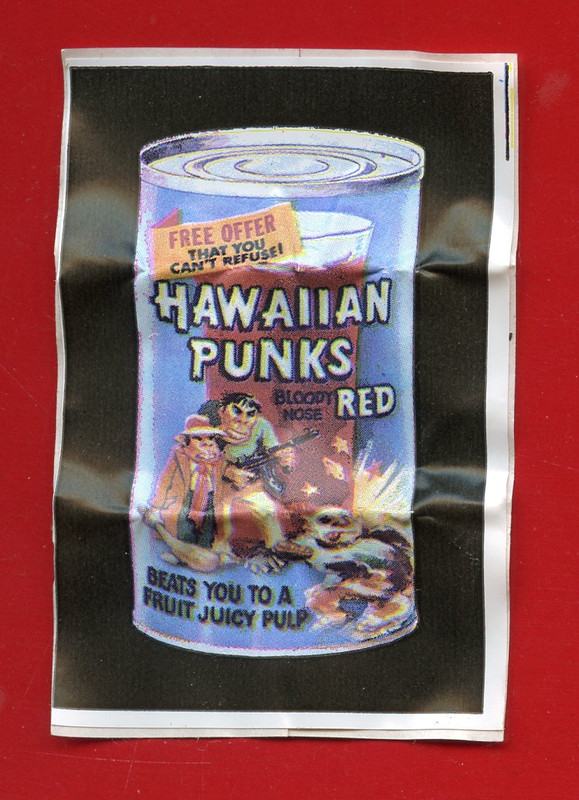 FREE OFFER
THAT YOU
CAN'T REFUSE!
HAWAIIAN
PUNKS
BLOODY
NOSE RED
BEATS YOU TO A
FRUIT JUICY PULP